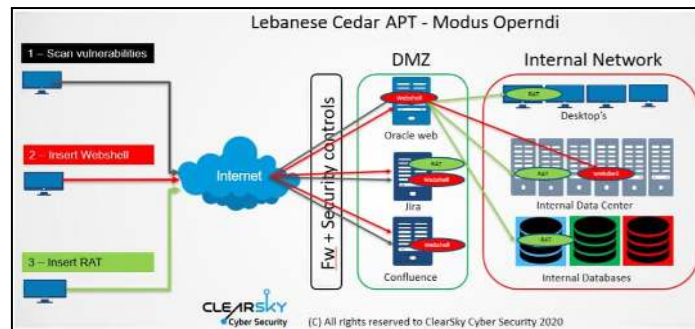 Lebanese Cedar APT - Modus Operndi
1 – Scan vulnerabilities
2 – Insert Webshell
3 – Insert RAT
Internet
Fw + Security controls
DMZ
Webshell
Oracle web
RAT
Webshell
Jira
Webshell
Confluence
Internal Network
RAT
Desktop's
RAT
Webshell
Internal Data Center
RAT
Internal Databases
CLEARSKY
Cyber Security
(C) All rights reserved to ClearSky Cyber Security 2020